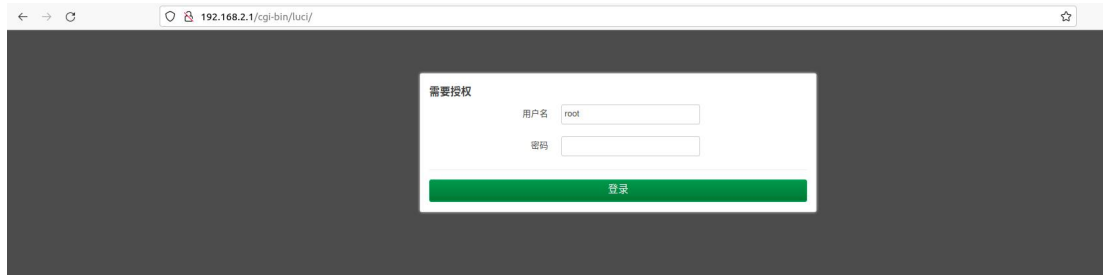 192.168.2.1/cgi-bin/luci/
需要授权
用户名 root
密码
登录